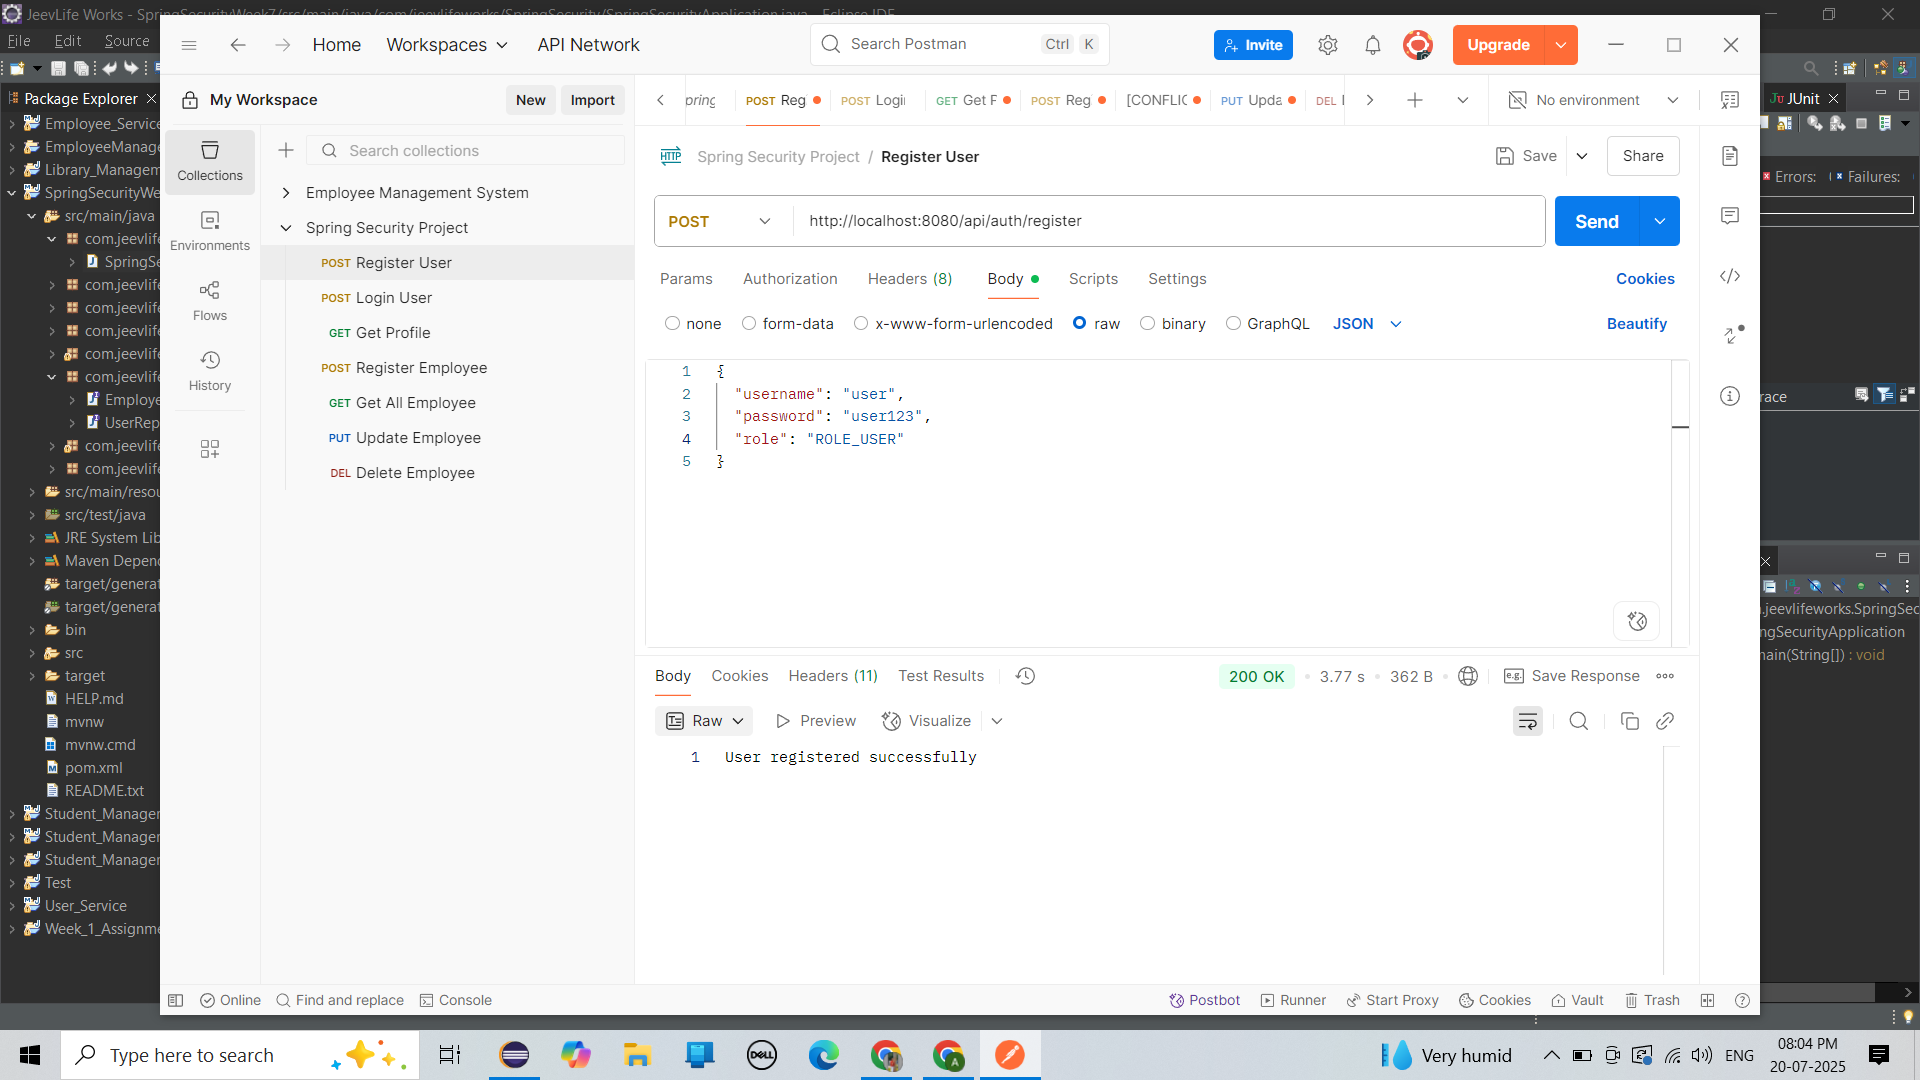 JeevLife Works - SpringSecurityWeek7/src/main/java/com/jeevlifeworks/SpringSecurity/SpringSecurityApplication.java - Eclipse IDE
File Edit Source
Home Workspaces API Network Search Postman Ctrl K Invite Upgrade
Package Explorer
My Workspace New Import
POST Reg POST Login GET Get F POST Reg [CONFLIC PUT Upda DEL No environment
JUnit
Employee_Service
EmployeeManage
Library_Managem
SpringSecurityWe
src/main/java
com.jeevlife
SpringSe
com.jeevlife
com.jeevlife
com.jeevlife
com.jeevlife
com.jeevlife
Employe
UserRep
com.jeevlife
com.jeevlife
src/main/resou
src/test/java
JRE System Lib
Maven Depend
target/generat
target/generat
bin
src
target
HELP.md
mvnw
mvnw.cmd
pom.xml
README.txt
Student_Manager
Student_Manager
Student_Manager
Test
User_Service
Week_1_Assignme
Collections
Environments
Flows
History
Search collections
Employee Management System
Spring Security Project
POST Register User
POST Login User
GET Get Profile
POST Register Employee
GET Get All Employee
PUT Update Employee
DEL Delete Employee
HTTP Spring Security Project / Register User Save Share
POST http://localhost:8080/api/auth/register Send
Params Authorization Headers (8) Body Scripts Settings Cookies
none form-data x-www-form-urlencoded raw binary GraphQL JSON Beautify
1 {
2 "username": "user",
3 "password": "user123",
4 "role": "ROLE_USER"
5 }
Body Cookies Headers (11) Test Results 200 OK 3.77 s 362 B e.g. Save Response
Raw Preview Visualize
1 User registered successfully
Errors: Failures:
race
.jeevlifeworks.SpringSec
ngSecurityApplication
main(String[]) : void
Online Find and replace Console Postbot Runner Start Proxy Cookies Vault Trash
Type here to search DELL Very humid ENG 08:04 PM
20-07-2025